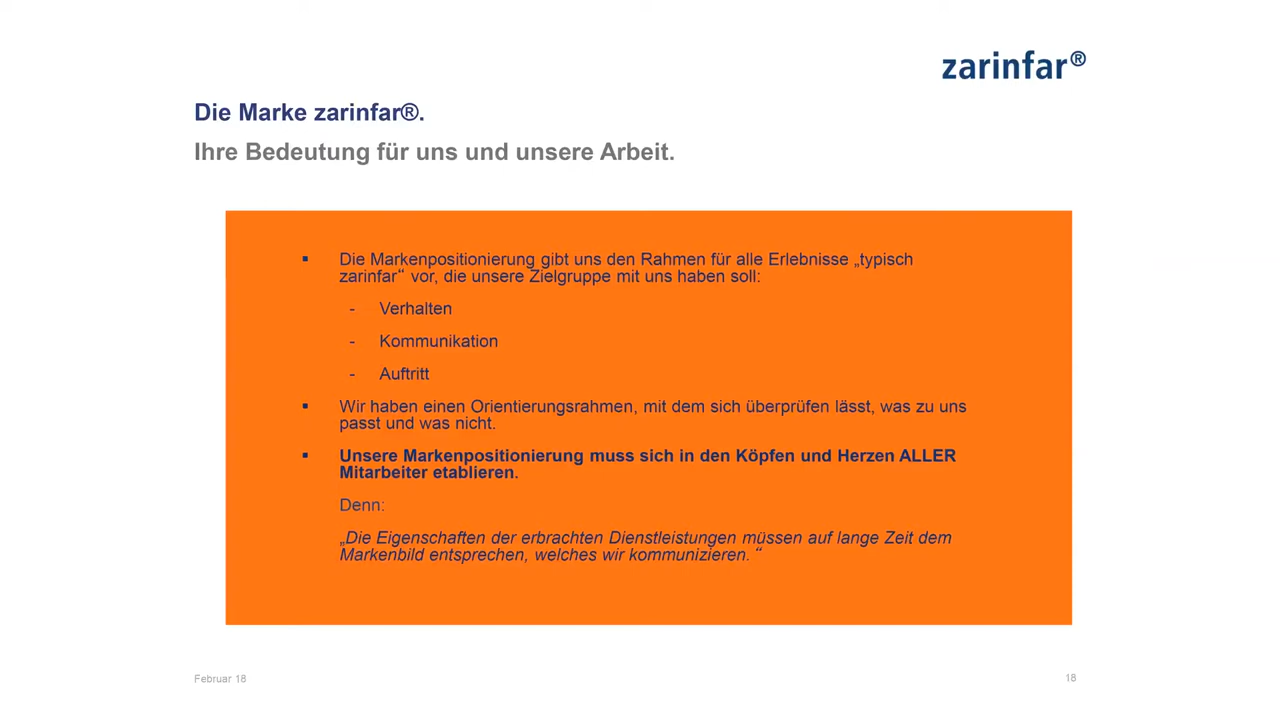 zarinfar®
Die Marke zarinfar®.
Ihre Bedeutung für uns und unsere Arbeit.
▪ Die Markenpositionierung gibt uns den Rahmen für alle Erlebnisse „typisch
zarinfar“ vor, die unsere Zielgruppe mit uns haben soll:
- Verhalten
- Kommunikation
- Auftritt
▪ Wir haben einen Orientierungsrahmen, mit dem sich überprüfen lässt, was zu uns
passt und was nicht.
▪ Unsere Markenpositionierung muss sich in den Köpfen und Herzen ALLER
Mitarbeiter etablieren.
Denn:
„Die Eigenschaften der erbrachten Dienstleistungen müssen auf lange Zeit dem
Markenbild entsprechen, welches wir kommunizieren. “
Februar 18
18